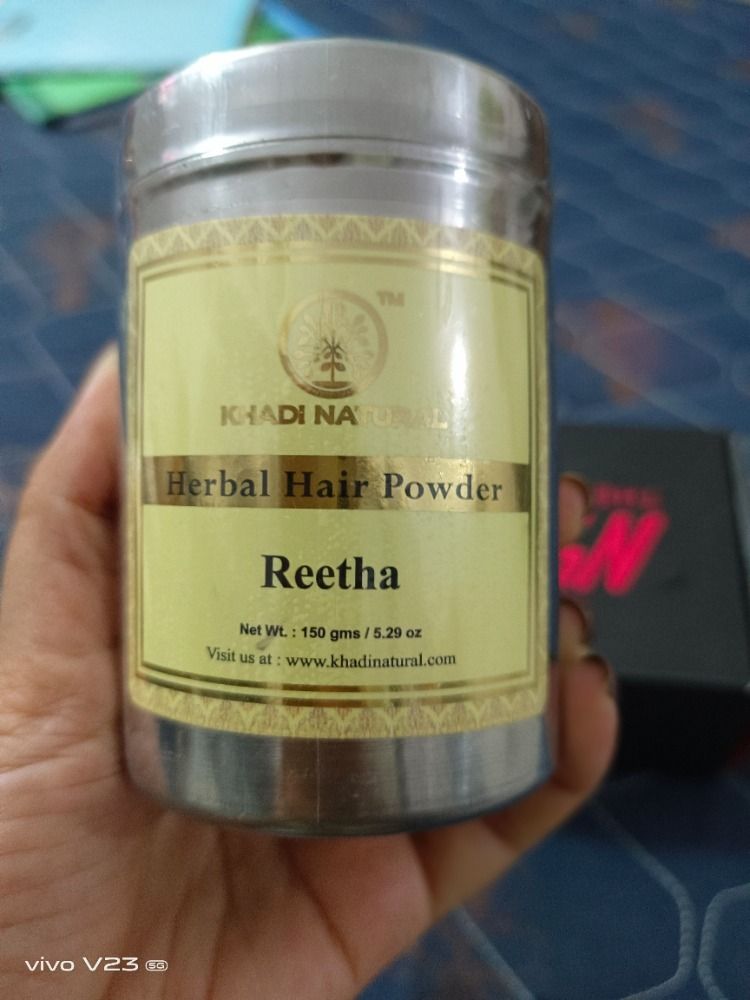 TM
KHADI NATURAL
Herbal Hair Powder
Reetha
Net Wt. : 150 gms / 5.29 oz
Visit us at : www.khadinatural.com
vivo V23 5G